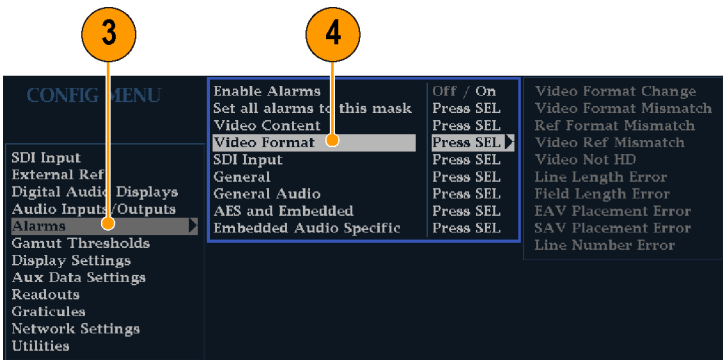 3
4
CONFIG MENU
SDI Input
External Ref
Digital Audio Displays
Audio Inputs/Outputs
Alarms
Gamut Thresholds
Display Settings
Aux Data Settings
Readouts
Graticules
Network Settings
Utilities
Enable Alarms Off / On
Set all alarms to this mask Press SEL
Video Content Press SEL
Video Format Press SEL
SDI Input Press SEL
General Press SEL
General Audio Press SEL
AES and Embedded Press SEL
Embedded Audio Specific Press SEL
Video Format Change
Video Format Mismatch
Ref Format Mismatch
Video Ref Mismatch
Video Not HD
Line Length Error
Field Length Error
EAV Placement Error
SAV Placement Error
Line Number Error